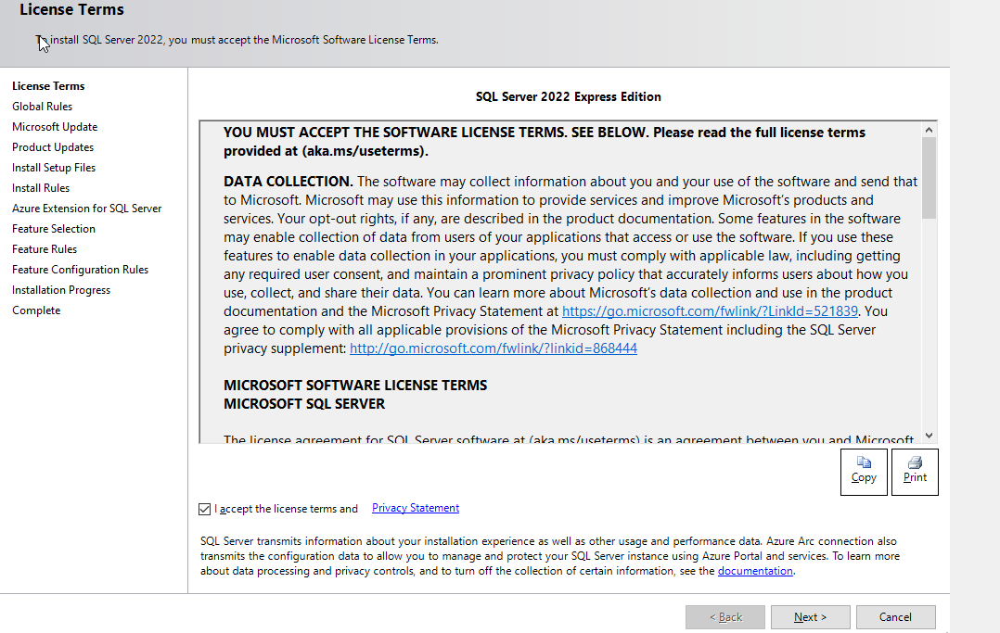 License Terms
To install SQL Server 2022, you must accept the Microsoft Software License Terms.
License Terms
Global Rules
Microsoft Update
Product Updates
Install Setup Files
Install Rules
Azure Extension for SQL Server
Feature Selection
Feature Rules
Feature Configuration Rules
Installation Progress
Complete
SQL Server 2022 Express Edition
YOU MUST ACCEPT THE SOFTWARE LICENSE TERMS. SEE BELOW. Please read the full license terms
provided at (aka.ms/useterms).
DATA COLLECTION. The software may collect information about you and your use of the software and send that
to Microsoft. Microsoft may use this information to provide services and improve Microsoft's products and
services. Your opt-out rights, if any, are described in the product documentation. Some features in the software
may enable collection of data from users of your applications that access or use the software. If you use these
features to enable data collection in your applications, you must comply with applicable law, including getting
any required user consent, and maintain a prominent privacy policy that accurately informs users about how you
use, collect, and share their data. You can learn more about Microsoft's data collection and use in the product
documentation and the Microsoft Privacy Statement at https://go.microsoft.com/fwlink/?LinkId=521839. You
agree to comply with all applicable provisions of the Microsoft Privacy Statement including the SQL Server
privacy supplement: http://go.microsoft.com/fwlink/?linkid=868444
MICROSOFT SOFTWARE LICENSE TERMS
MICROSOFT SQL SERVER
The license agreement for SQL Server software at (aka.ms/useterms) is an agreement between you and Microsoft
Copy
Print
I accept the license terms and Privacy Statement
SQL Server transmits information about your installation experience as well as other usage and performance data. Azure Arc connection also
transmits the configuration data to allow you to manage and protect your SQL Server instance using Azure Portal and services. To learn more
about data processing and privacy controls, and to turn off the collection of certain information, see the documentation.
< Back
Next >
Cancel